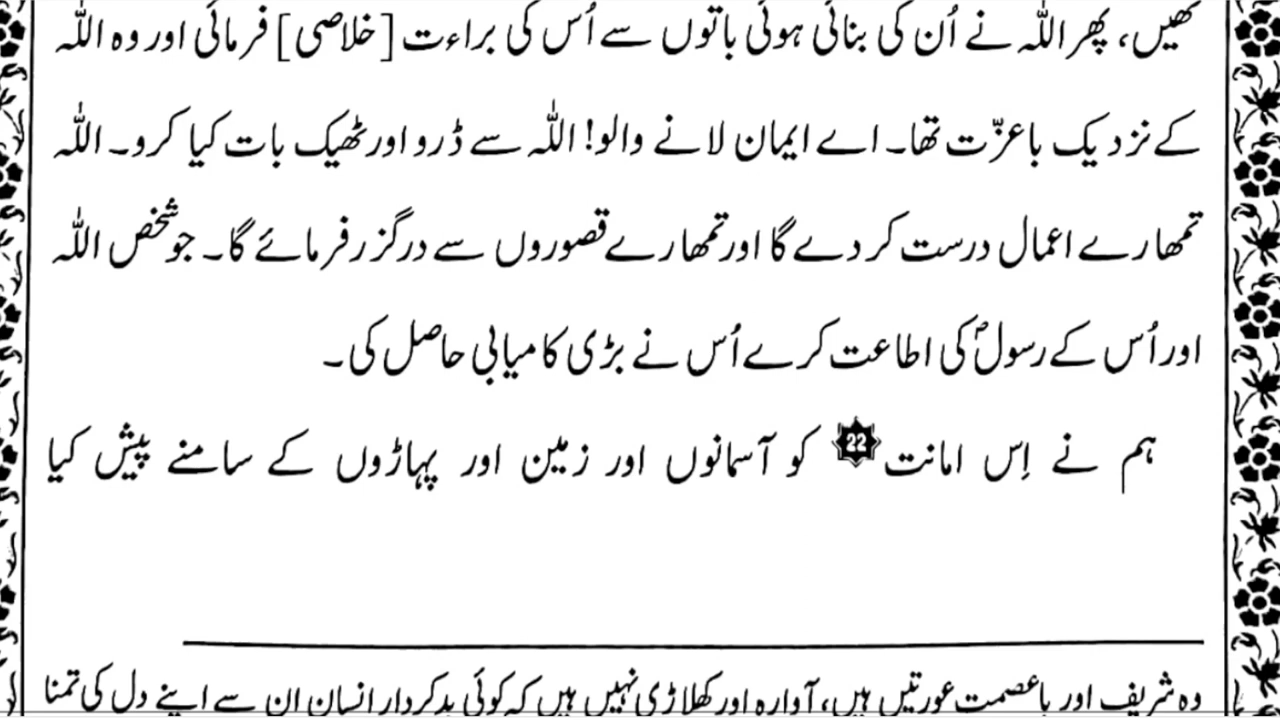 تھیں، پھر اللہ نے اُن کی بنائی ہوئی باتوں سے اُس کی براءت [خلاصی] فرمائی اور وہ اللہ
کے نزدیک باعزّت تھا۔ اے ایمان لانے والو! اللہ سے ڈرو اور ٹھیک بات کیا کرو۔ اللہ
تمھارے اعمال درست کر دے گا اور تمھارے قصوروں سے درگزر فرمائے گا۔ جو شخص اللہ
اور اُس کے رسولؐ کی اطاعت کرے اُس نے بڑی کامیابی حاصل کی۔
ہم نے اِس امانت 22 کو آسمانوں اور زمین اور پہاڑوں کے سامنے پیش کیا
وہ شریف اور باعصمت عورتیں ہیں، آوارہ اور کھلاڑی نہیں ہیں کہ کوئی بدکردار انسان ان سے اپنے دل کی تمنا